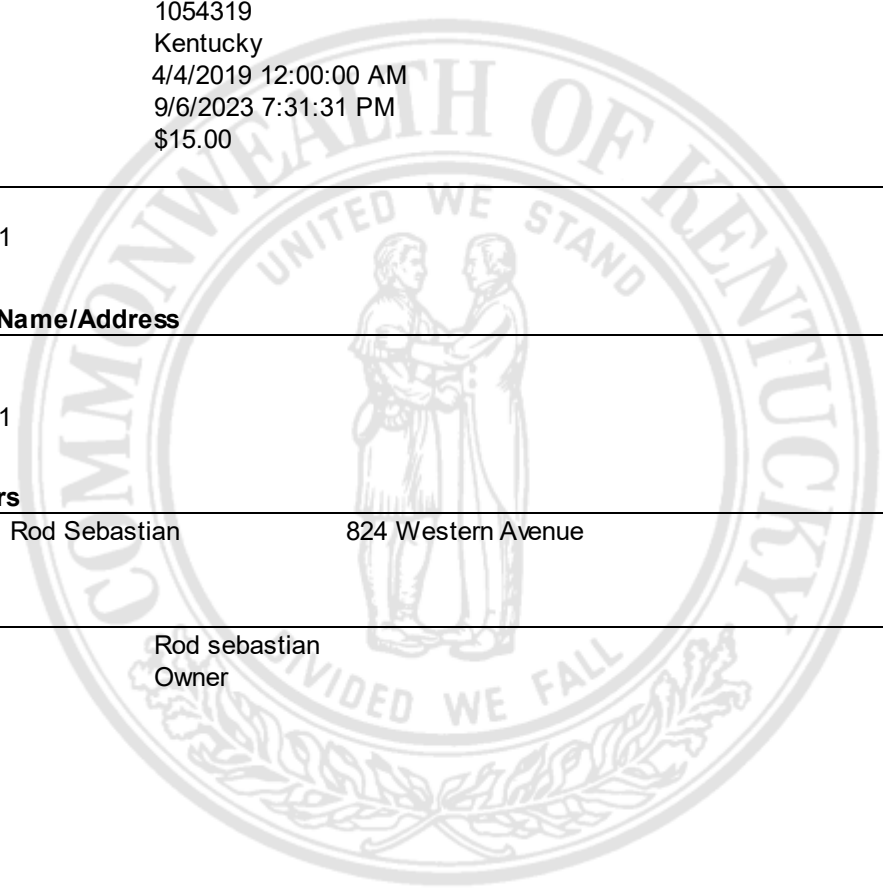 1054319
Kentucky
4/4/2019 12:00:00 AM
9/6/2023 7:31:31 PM
$15.00
1
Name/Address
1
rs
Rod Sebastian 824 Western Avenue
Rod sebastian
Owner
COMMONWEALTH OF KENTUCKY
UNITED WE STAND
DIVIDED WE FALL